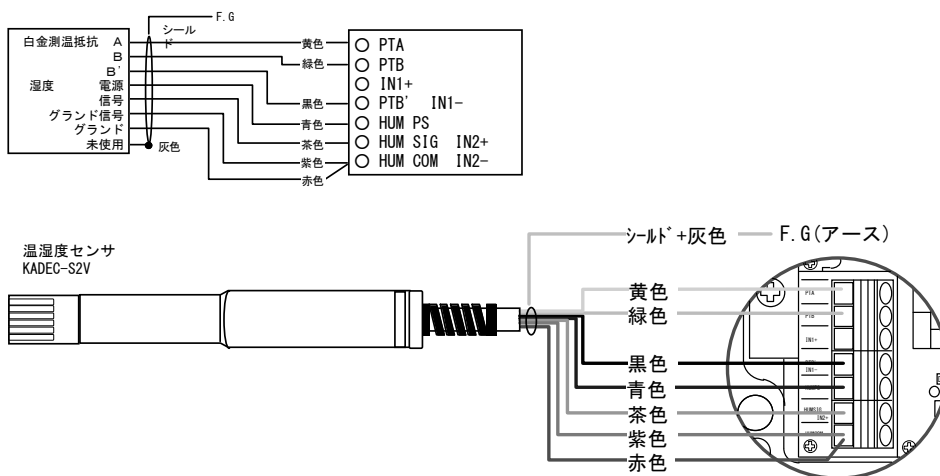 F.G
シールド
白金測温抵抗 A
B
B'
湿度 電源
信号
グランド信号
グランド
未使用
灰色
黄色
緑色
黒色
青色
茶色
紫色
赤色
PTA
PTB
IN1+
PTB' IN1-
HUM PS
HUM SIG IN2+
HUM COM IN2-
温湿度センサ
KADEC-S2V
ｼｰﾙﾄﾞ+灰色
F.G(アース)
黄色
緑色
黒色
青色
茶色
紫色
赤色
PTA
PTB
IN1+
IN1-
HUMSIG
IN2+